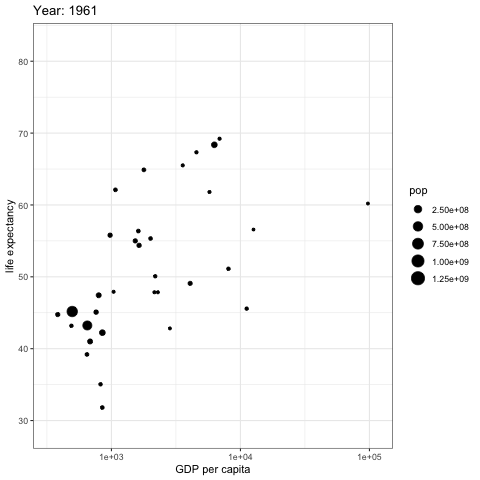 Year: 1961
80
70
60
50
40
30
life expectancy
1e+03
1e+04
1e+05
GDP per capita
pop
2.50e+08
5.00e+08
7.50e+08
1.00e+09
1.25e+09